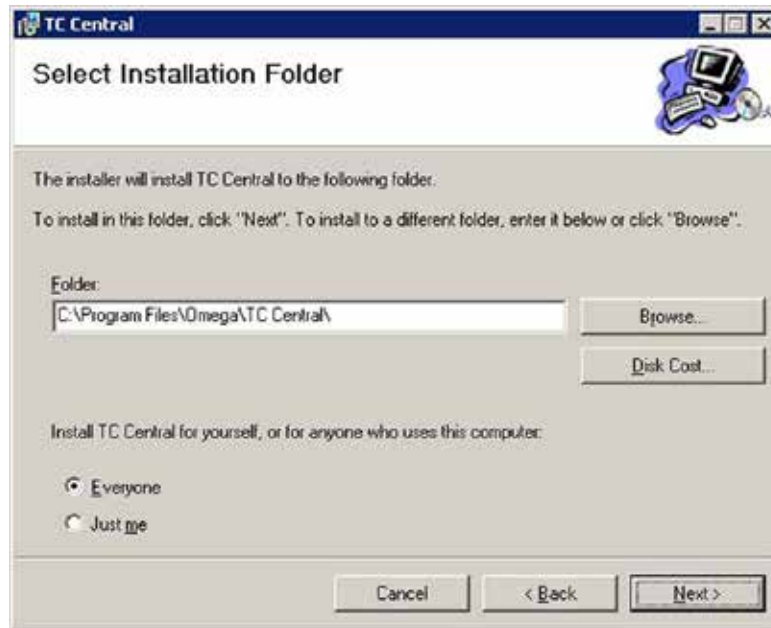 TC Central
Select Installation Folder
The installer will install TC Central to the following folder.
To install in this folder, click "Next". To install to a different folder, enter it below or click "Browse".
Folder:
C:\Program Files\Omega\TC Central\
Browse...
Disk Cost...
Install TC Central for yourself, or for anyone who uses this computer:
Everyone
Just me
Cancel
< Back
Next >